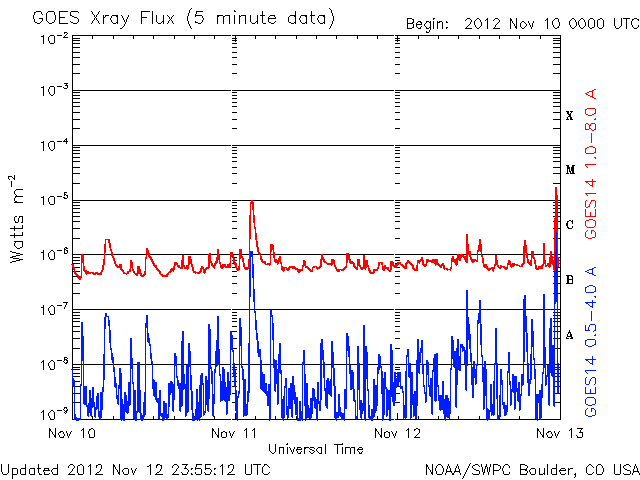 GOES Xray Flux (5 minute data)
Begin: 2012 Nov 10 0000 UTC
Watts m⁻²
10⁻²
10⁻³
10⁻⁴
10⁻⁵
10⁻⁶
10⁻⁷
10⁻⁸
10⁻⁹
X
M
C
B
A
GOES14 1.0-8.0 A
GOES14 0.5-4.0 A
Nov 10 Nov 11 Nov 12 Nov 13
Universal Time
Updated 2012 Nov 12 23:55:12 UTC
NOAA/SWPC Boulder, CO USA